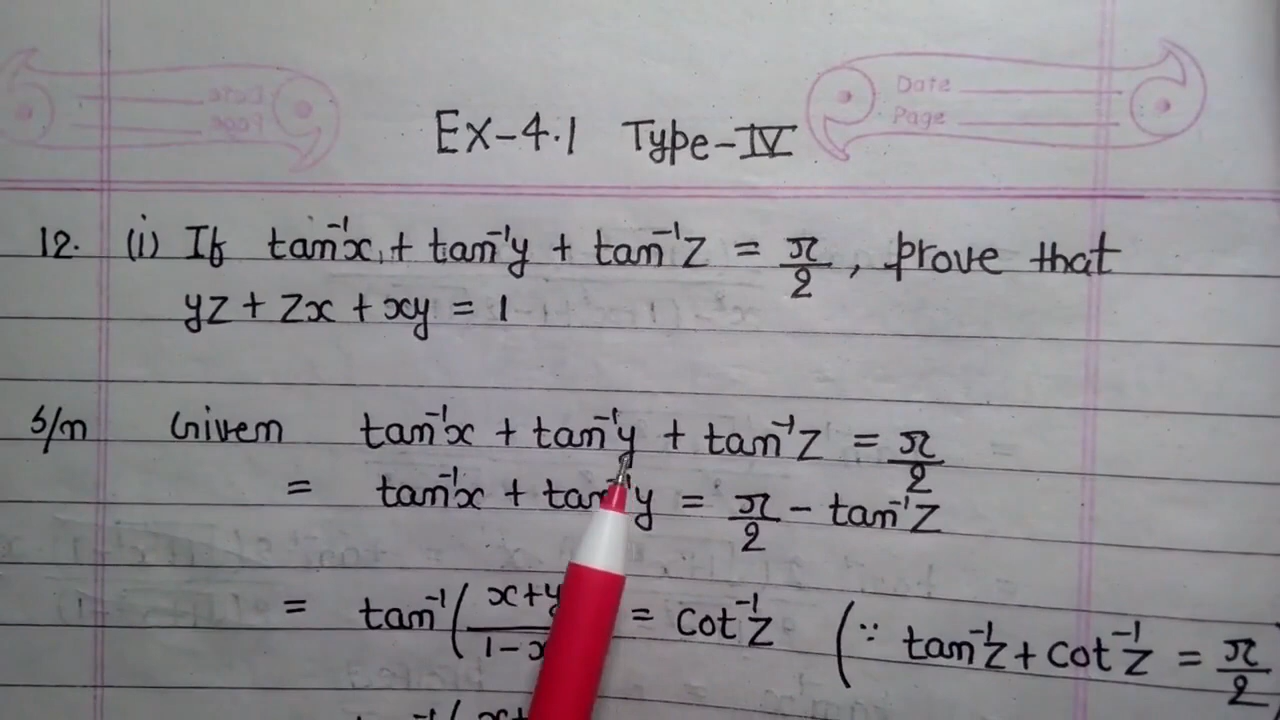 Date
Page
Ex-4.1 Type-IV
12. (i) If tan⁻¹x + tan⁻¹y + tan⁻¹z = π/2, prove that
yz + zx + xy = 1
S/n Given tan⁻¹x + tan⁻¹y + tan⁻¹z = π/2
= tan⁻¹x + tan⁻¹y = π/2 - tan⁻¹z
= tan⁻¹(x+y/1-x = cot⁻¹z (∵ tan⁻¹z + cot⁻¹z = π/2